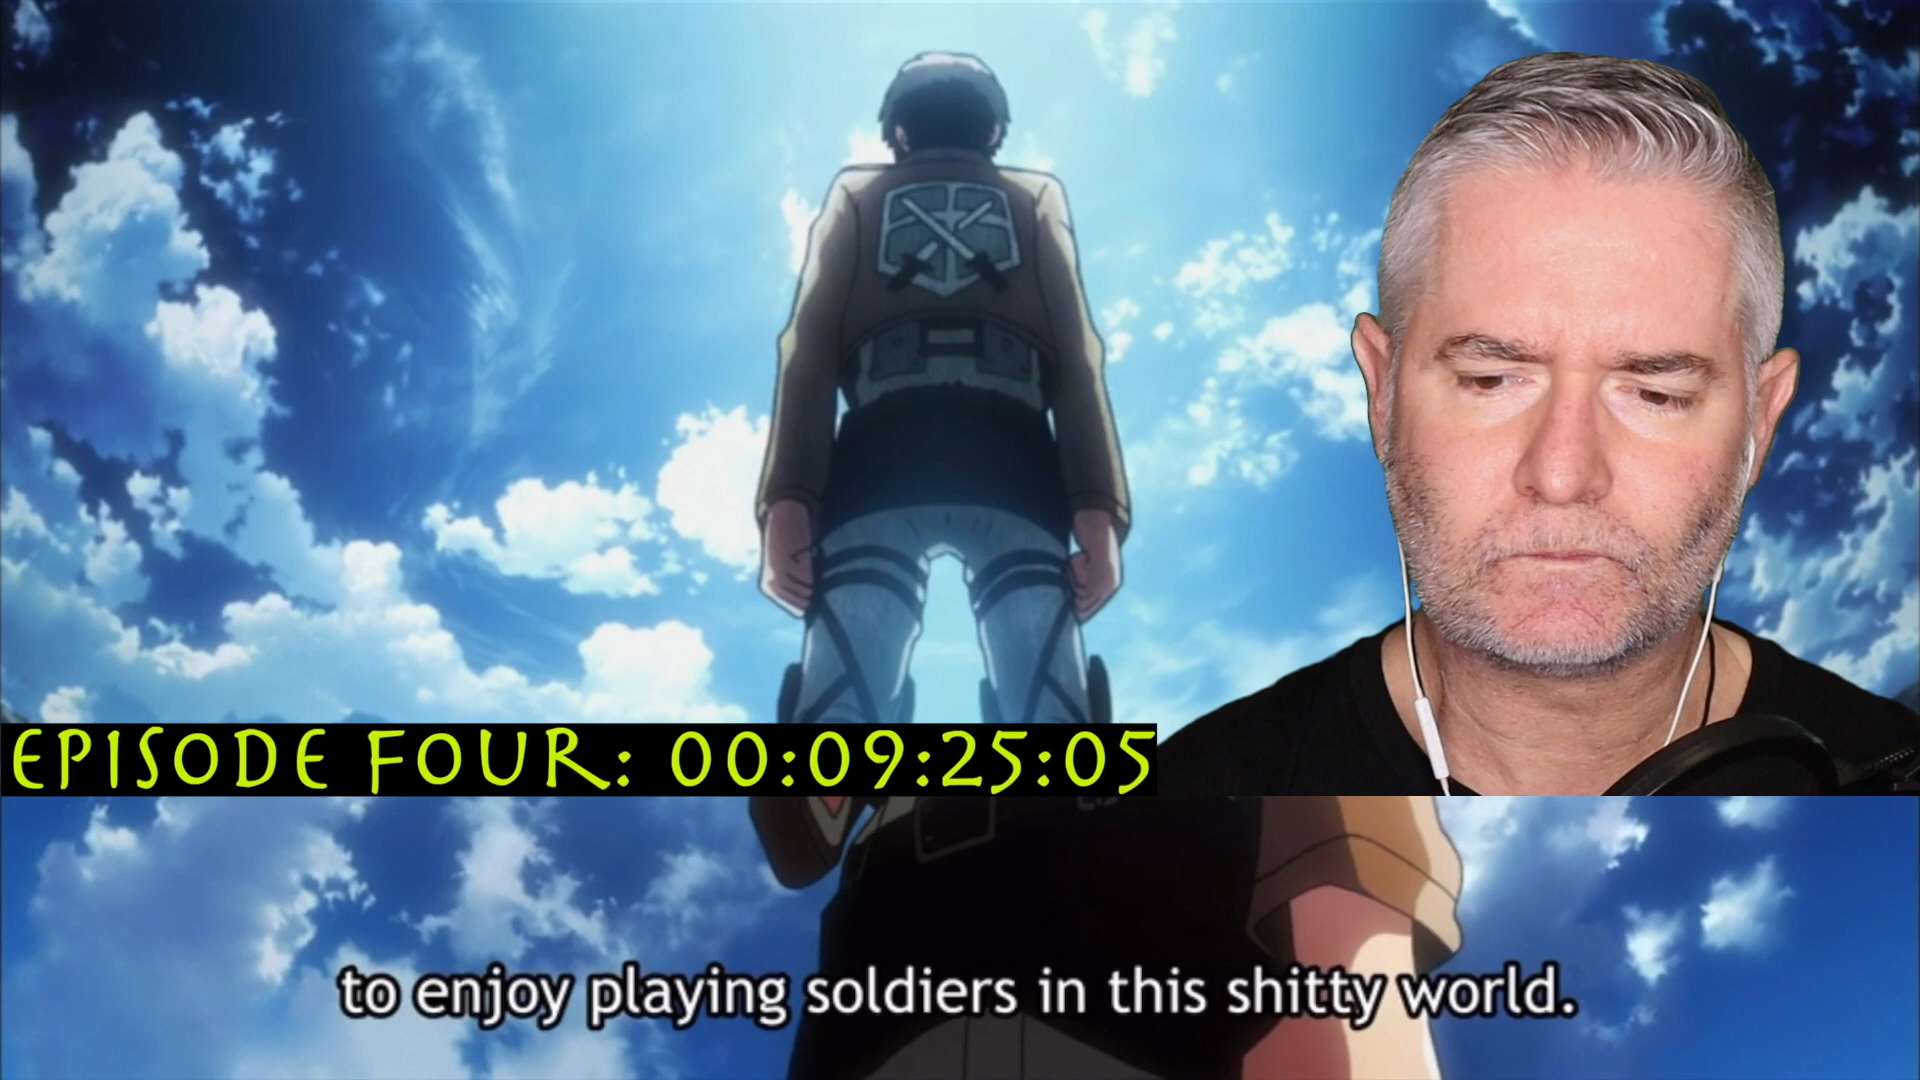 EPISODE FOUR: 00:09:25:05
to enjoy playing soldiers in this shitty world.